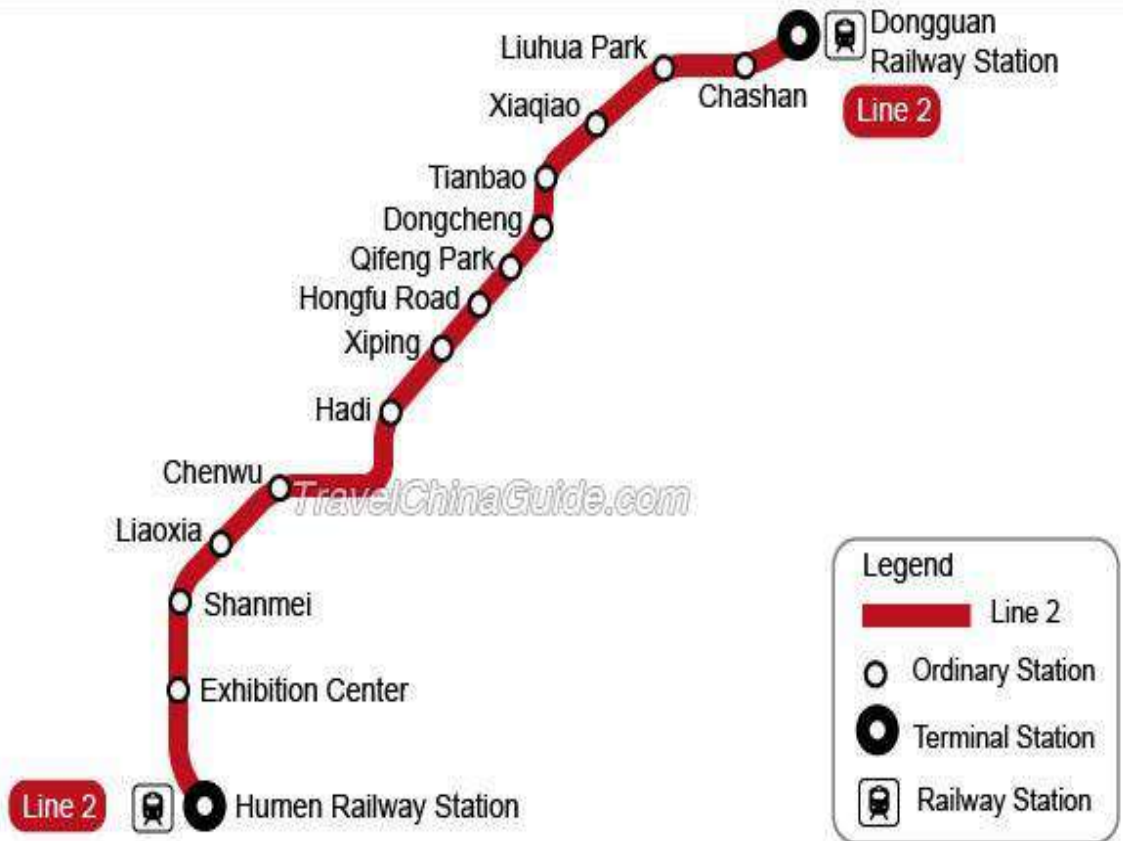 Dongguan
Railway Station
Line 2
Liuhua Park
Chashan
Xiaqiao
Tianbao
Dongcheng
Qifeng Park
Hongfu Road
Xiping
Hadi
Chenwu
TravelChinaGuide.com
Liaoxia
Shanmei
Exhibition Center
Line 2
Humen Railway Station
Legend
Line 2
Ordinary Station
Terminal Station
Railway Station